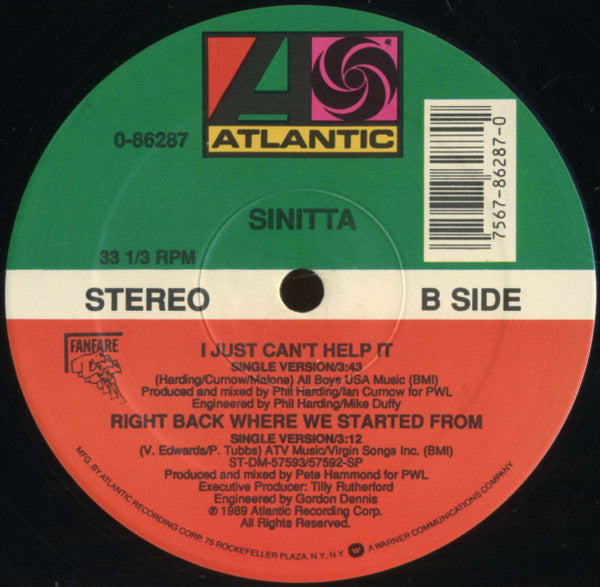 ATLANTIC
0-86287
7567-86287-0
SINITTA
33 1/3 RPM
STEREO
B SIDE
FANFARE
I JUST CAN'T HELP IT
SINGLE VERSION/3:43
(Harding/Curnow/Malone) All Boys USA Music (BMI)
Produced and mixed by Phil Harding/Ian Curnow for PWL
Engineered by Phil Harding/Mike Duffy
RIGHT BACK WHERE WE STARTED FROM
SINGLE VERSION/3:12
(V. Edwards/P. Tubbs) ATV Music/Virgin Songs Inc. (BMI)
ST-DM-57593/57592-SP
Produced and mixed by Pete Hammond for PWL
Executive Producer: Tilly Rutherford
Engineered by Gordon Dennis
℗ 1989 Atlantic Recording Corp.
All Rights Reserved.
MFG. BY ATLANTIC RECORDING CORP. 75 ROCKEFELLER PLAZA, N.Y., N.Y. A WARNER COMMUNICATIONS COMPANY